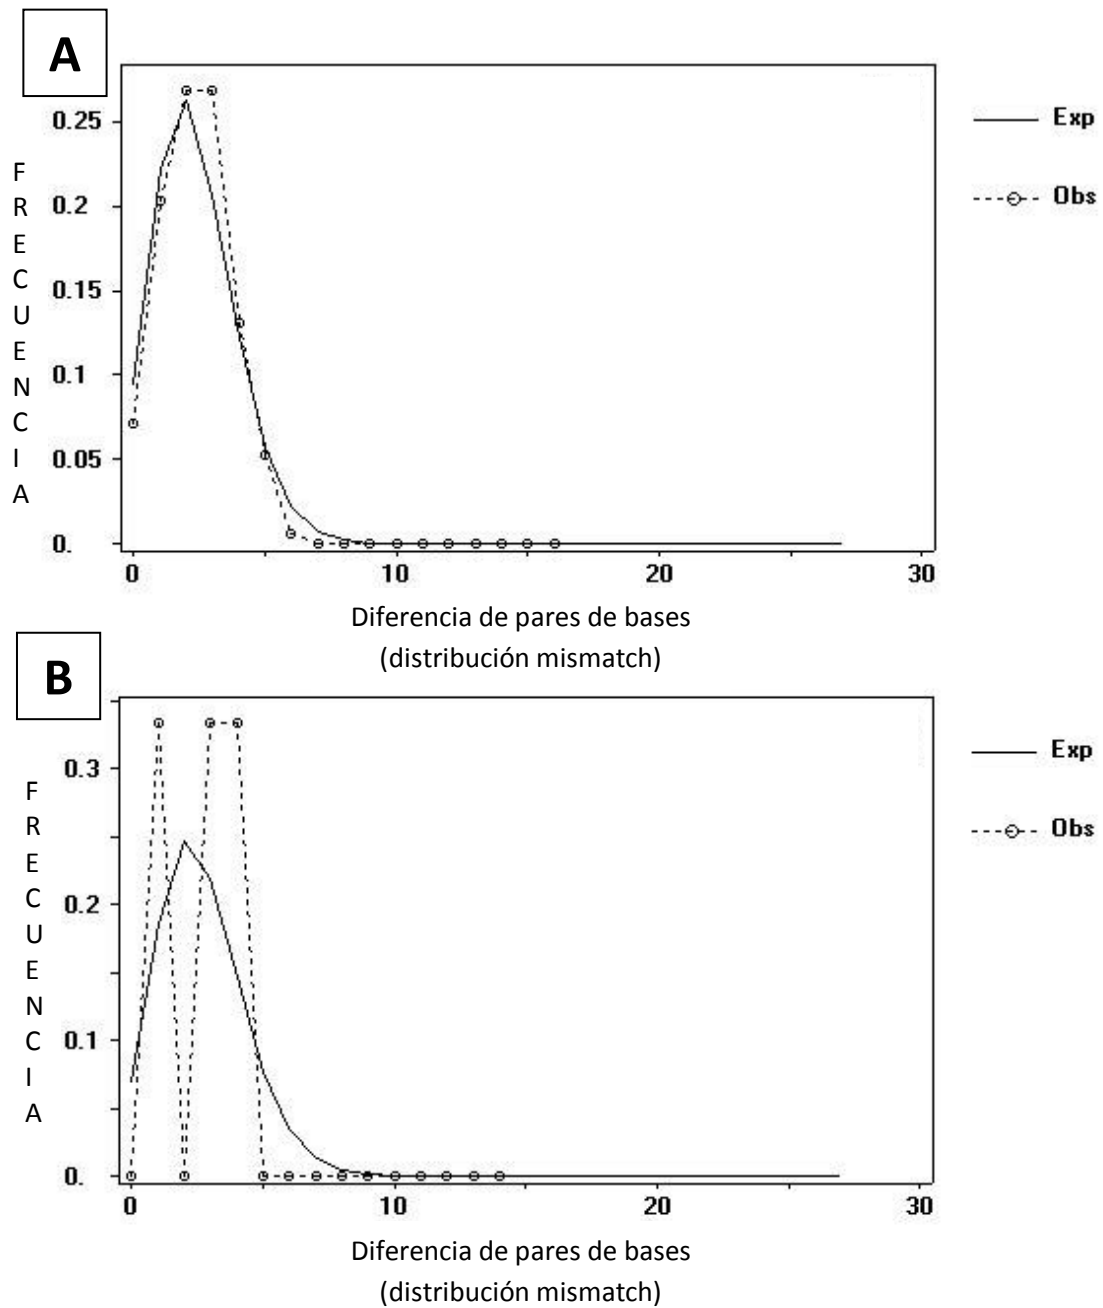 A
FRECUENCIA
0.25
0.2
0.15
0.1
0.05
0.
0 10 20 30
Exp
Obs
Diferencia de pares de bases
(distribución mismatch)
B
FRECUENCIA
0.3
0.2
0.1
0.
0 10 20 30
Exp
Obs
Diferencia de pares de bases
(distribución mismatch)